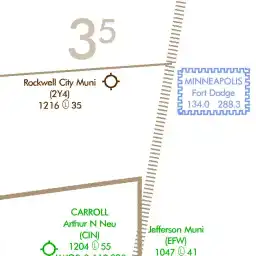 3⁵
Rockwell City Muni
(2Y4)
1216 Ⓛ 35
MINNEAPOLIS
Fort Dodge
134.0 288.3
CARROLL
Arthur N Neu
(CIN)
1204 Ⓛ 55
Jefferson Muni
(EFW)
1047 Ⓛ 41